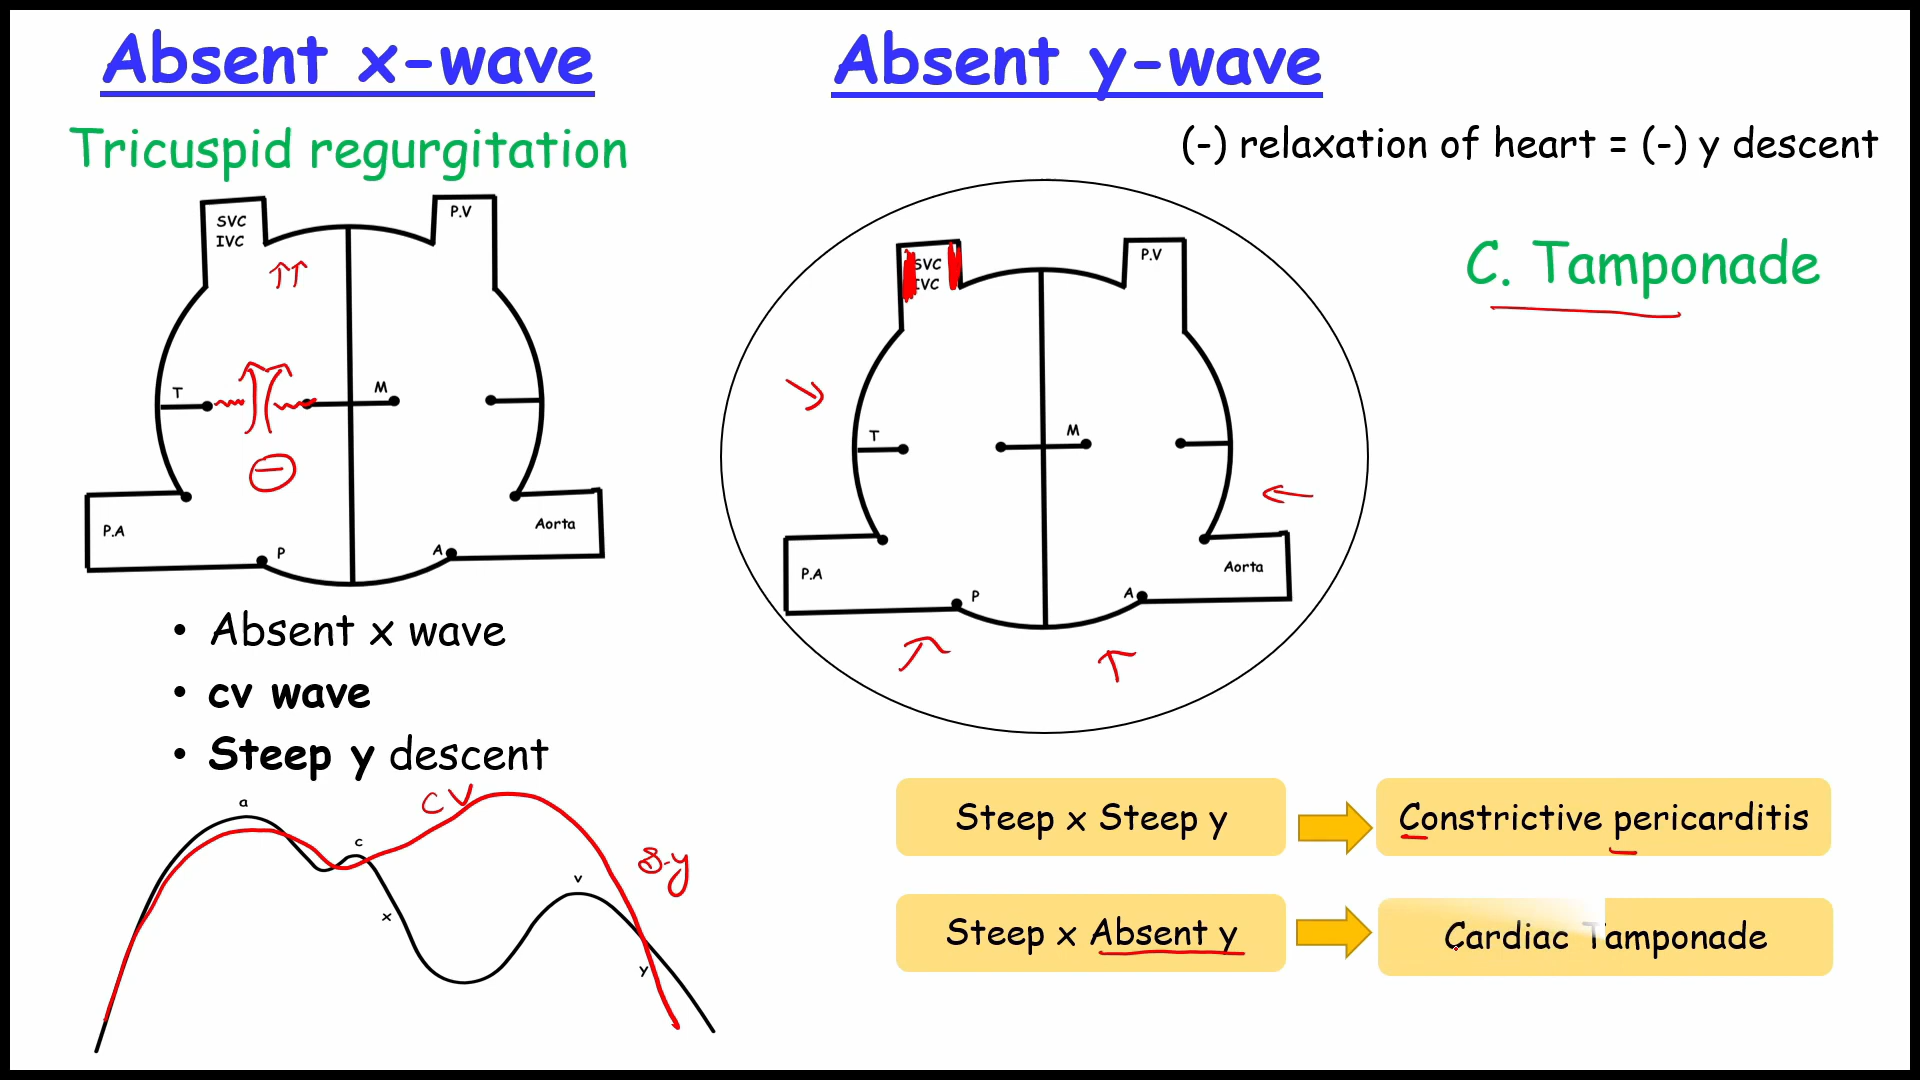 Absent x-wave
Tricuspid regurgitation
SVC
IVC
P.V
T
M
P.A
Aorta
P
A
• Absent x wave
• cv wave
• Steep y descent
a
c
x
v
y
CV
S-y
Absent y-wave
(-) relaxation of heart = (-) y descent
C. Tamponade
SVC
IVC
P.V
T
M
P.A
Aorta
P
A
Steep x Steep y
Constrictive pericarditis
Steep x Absent y
Cardiac Tamponade